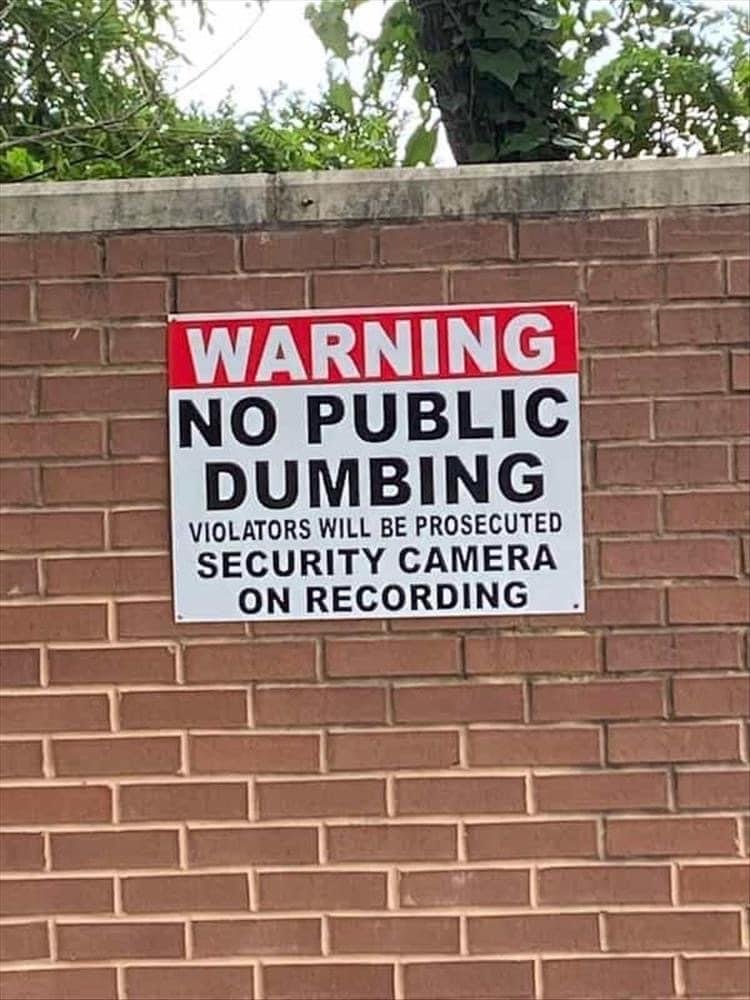 WARNING
NO PUBLIC
DUMBING
VIOLATORS WILL BE PROSECUTED
SECURITY CAMERA
ON RECORDING